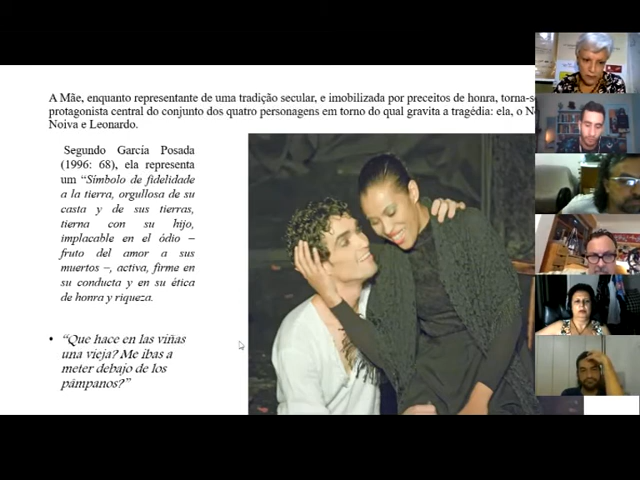 A Mãe, enquanto representante de uma tradição secular, e imobilizada por preceitos de honra, torna-s
protagonista central do conjunto dos quatro personagens em torno do qual gravita a tragédia: ela, o N
Noiva e Leonardo.
Segundo García Posada
(1996: 68), ela representa
um "Símbolo de fidelidade
a la tierra, orgullosa de su
casta y de sus tierras,
tierna con su hijo,
implacable en el ódio –
fruto del amor a sus
muertos –, activa, firme en
su conducta y en su ética
de honra y riqueza.
• "Que hace en las viñas
una vieja? Me ibas a
meter debajo de los
pámpanos?"